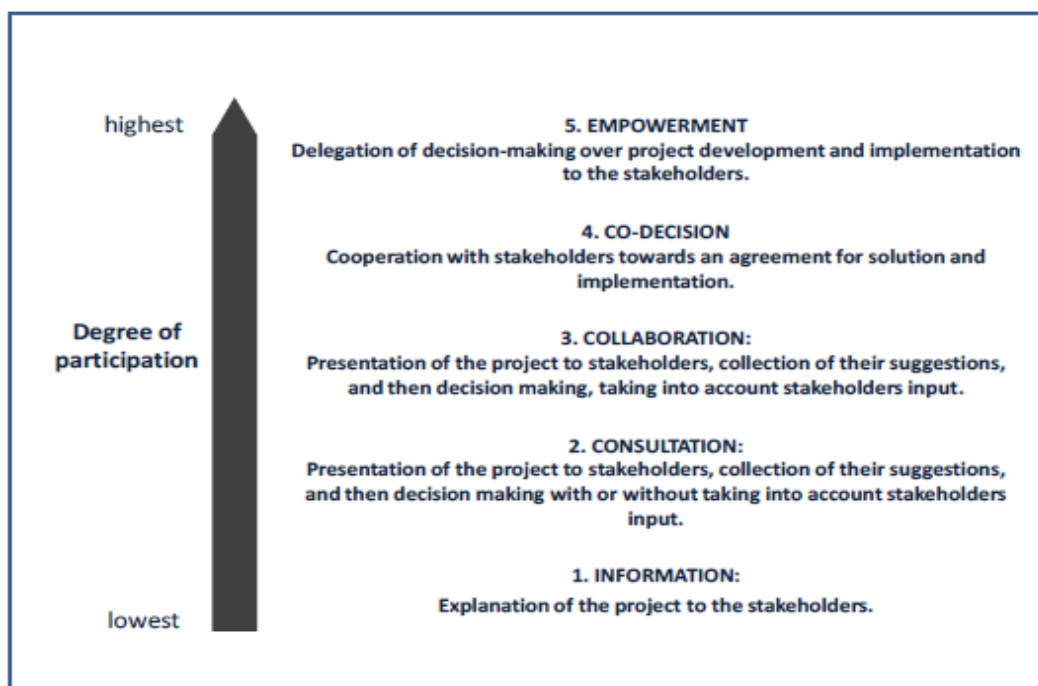 highest
5. EMPOWERMENT
Delegation of decision-making over project development and implementation
to the stakeholders.
4. CO-DECISION
Cooperation with stakeholders towards an agreement for solution and
implementation.
Degree of
participation
3. COLLABORATION:
Presentation of the project to stakeholders, collection of their suggestions,
and then decision making, taking into account stakeholders input.
2. CONSULTATION:
Presentation of the project to stakeholders, collection of their suggestions,
and then decision making with or without taking into account stakeholders
input.
1. INFORMATION:
Explanation of the project to the stakeholders.
lowest